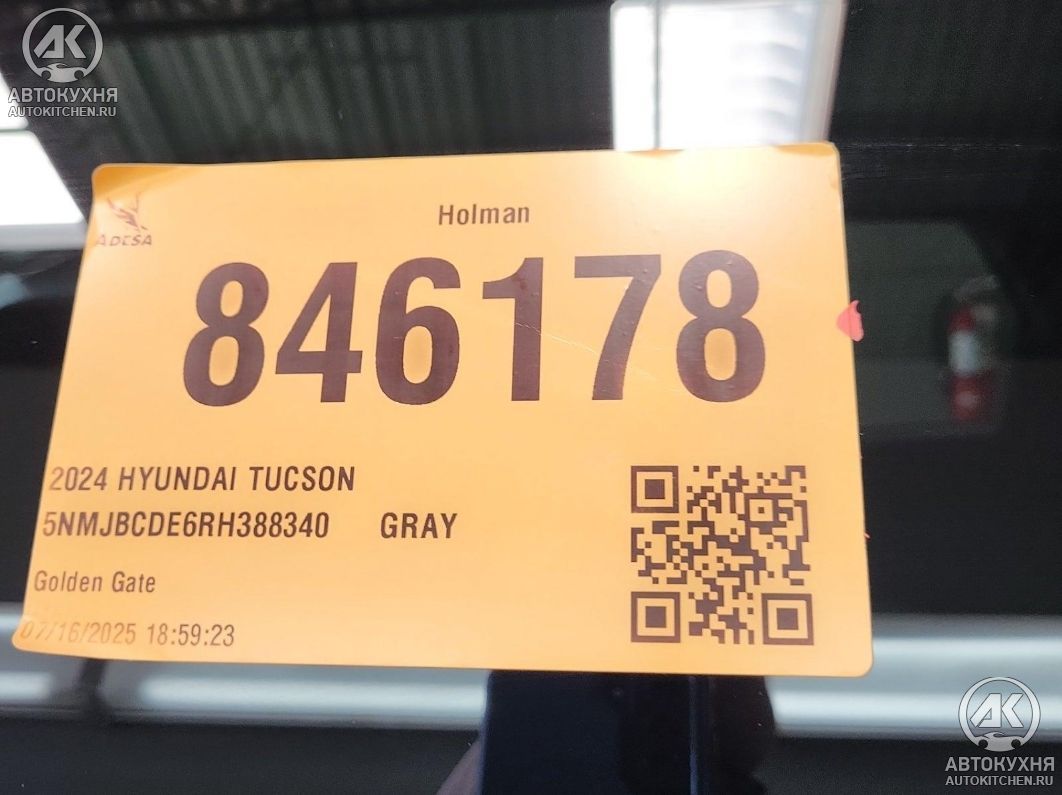 АВТОКУХНЯ
AUTOKITCHEN.RU
ADESA
Holman
846178
2024 HYUNDAI TUCSON
5NMJBCDE6RH388340 GRAY
Golden Gate
07/16/2025 18:59:23
АВТОКУХНЯ
AUTOKITCHEN.RU